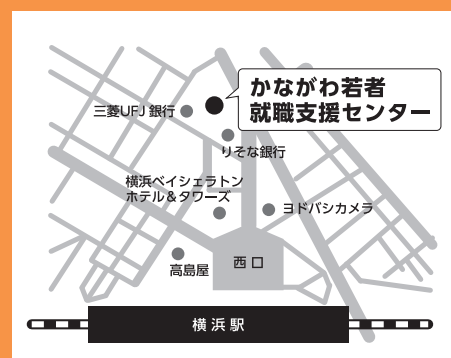 かながわ若者
就職支援センター
三菱UFJ銀行
りそな銀行
横浜ベイシェラトン
ホテル＆タワーズ
ヨドバシカメラ
高島屋
西口
横浜駅